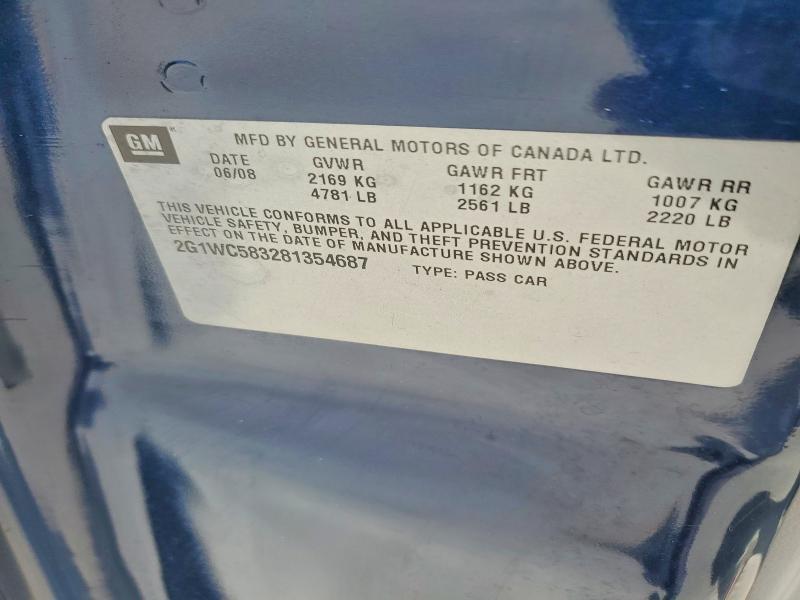 GM
MFD BY GENERAL MOTORS OF CANADA LTD.
DATE GVWR GAWR FRT GAWR RR
06/08 2169 KG 1162 KG 1007 KG
4781 LB 2561 LB 2220 LB
THIS VEHICLE CONFORMS TO ALL APPLICABLE U.S. FEDERAL MOTOR
VEHICLE SAFETY, BUMPER, AND THEFT PREVENTION STANDARDS IN
EFFECT ON THE DATE OF MANUFACTURE SHOWN ABOVE.
2G1WC583281354687 TYPE: PASS CAR